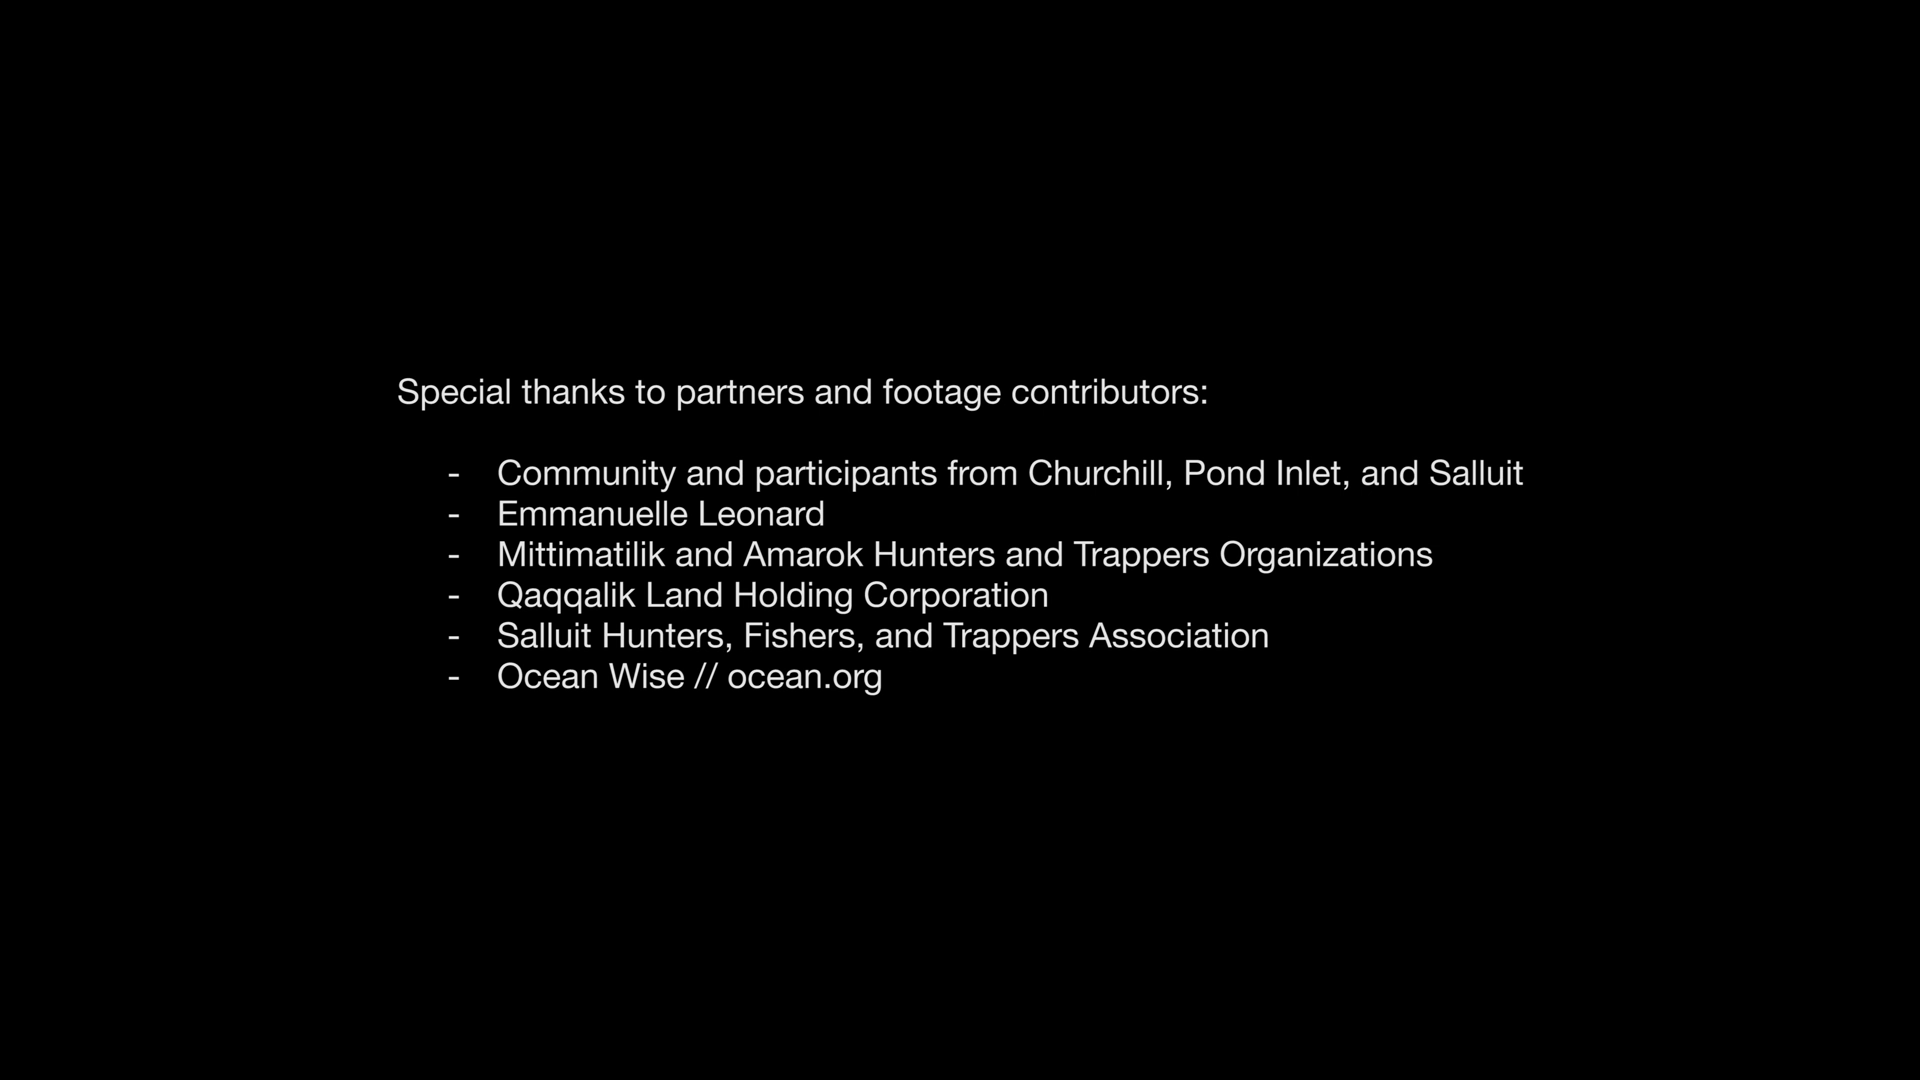 Special thanks to partners and footage contributors:
- Community and participants from Churchill, Pond Inlet, and Salluit
- Emmanuelle Leonard
- Mittimatilik and Amarok Hunters and Trappers Organizations
- Qaqqalik Land Holding Corporation
- Salluit Hunters, Fishers, and Trappers Association
- Ocean Wise // ocean.org